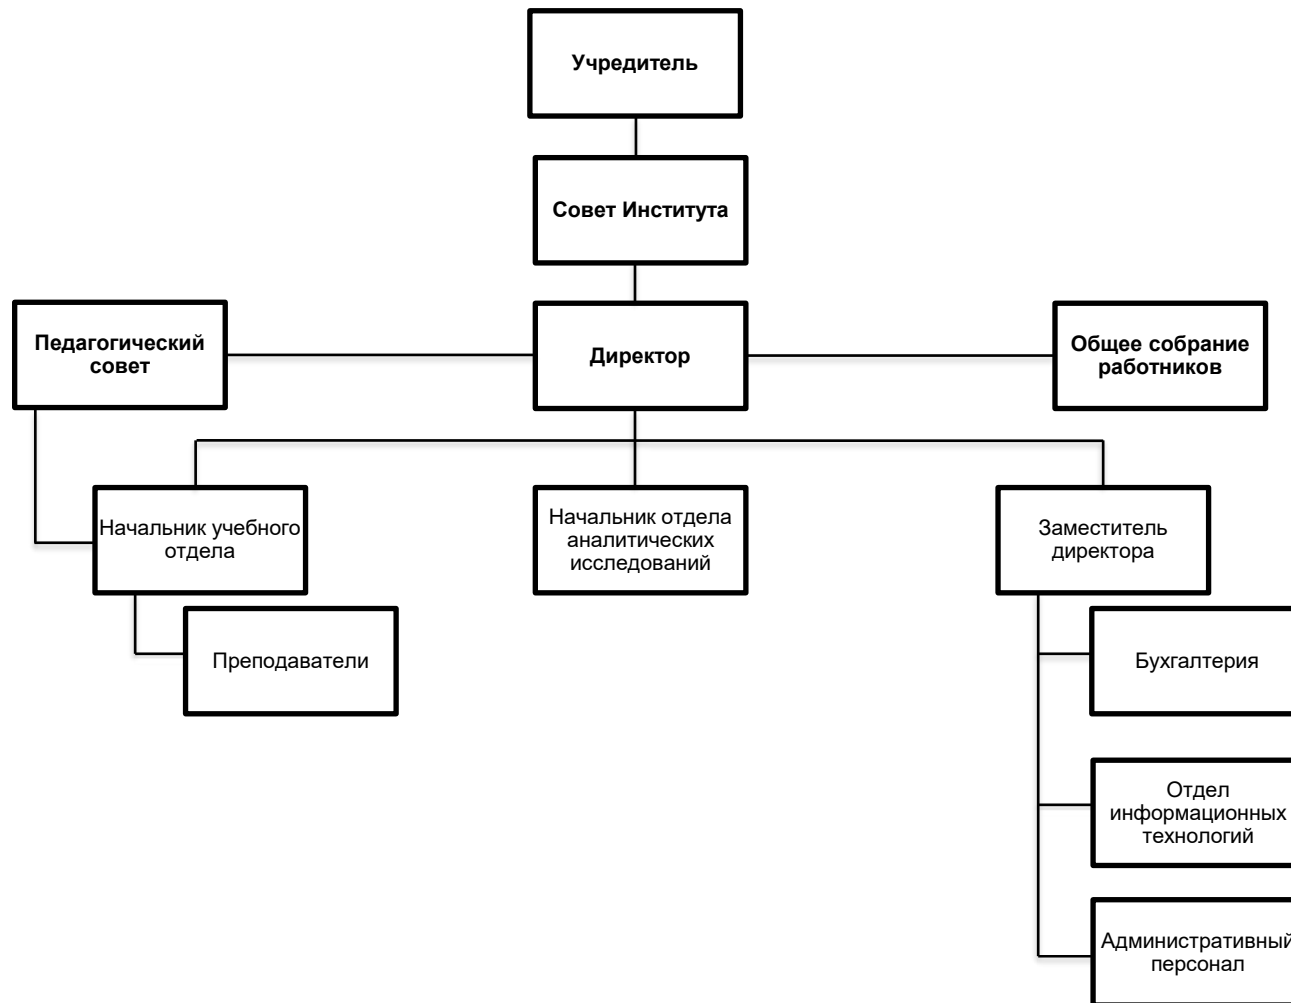 Учредитель
Совет Института
Педагогический
совет
Директор
Общее собрание
работников
Начальник учебного
отдела
Начальник отдела
аналитических
исследований
Заместитель
директора
Преподаватели
Бухгалтерия
Отдел
информационных
технологий
Административный
персонал